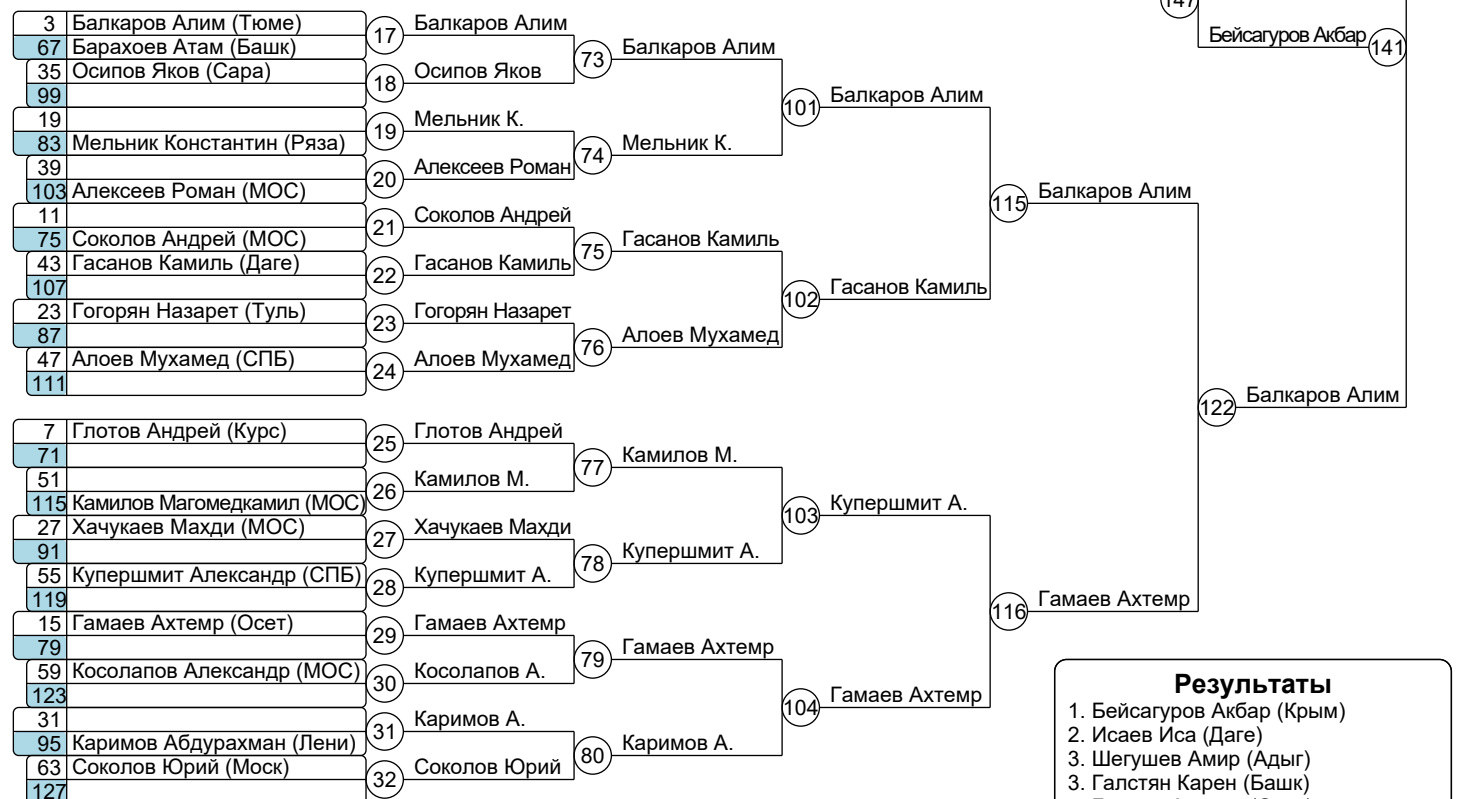 147
Бейсагуров Акбар
141
3 Балкаров Алим (Тюме)
67 Барахоев Атам (Башк)
35 Осипов Яков (Сара)
99
19
83 Мельник Константин (Ряза)
39
103 Алексеев Роман (МОС)
11
75 Соколов Андрей (МОС)
43 Гасанов Камиль (Даге)
107
23 Гогорян Назарет (Туль)
87
47 Алоев Мухамед (СПБ)
111
17 Балкаров Алим
18 Осипов Яков
19 Мельник К.
20 Алексеев Роман
21 Соколов Андрей
22 Гасанов Камиль
23 Гогорян Назарет
24 Алоев Мухамед
73 Балкаров Алим
74 Мельник К.
75 Гасанов Камиль
76 Алоев Мухамед
101 Балкаров Алим
102 Гасанов Камиль
115 Балкаров Алим
122 Балкаров Алим
7 Глотов Андрей (Курс)
71
51
115 Камилов Магомедкамил (МОС)
27 Хачукаев Махди (МОС)
91
55 Купершмит Александр (СПБ)
119
15 Гамаев Ахтемр (Осет)
79
59 Косолапов Александр (МОС)
123
31
95 Каримов Абдурахман (Лени)
63 Соколов Юрий (Моск)
127
25 Глотов Андрей
26 Камилов М.
27 Хачукаев Махди
28 Купершмит А.
29 Гамаев Ахтемр
30 Косолапов А.
31 Каримов А.
32 Соколов Юрий
77 Камилов М.
78 Купершмит А.
79 Гамаев Ахтемр
80 Каримов А.
103 Купершмит А.
104 Гамаев Ахтемр
116 Гамаев Ахтемр
Результаты
1. Бейсагуров Акбар (Крым)
2. Исаев Иса (Даге)
3. Шегушев Амир (Адыг)
3. Галстян Карен (Башк)